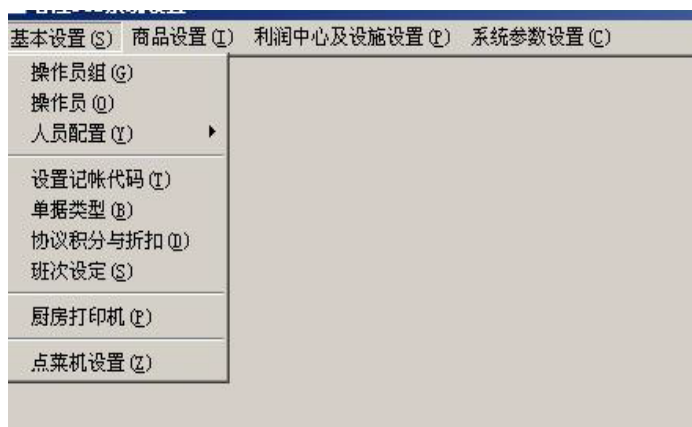 基本设置(S) 商品设置(I) 利润中心及设施设置(P) 系统参数设置(C)
操作员组(G)
操作员(O)
人员配置(Y)
设置记帐代码(T)
单据类型(B)
协议积分与折扣(D)
班次设定(S)
厨房打印机(P)
点菜机设置(Z)